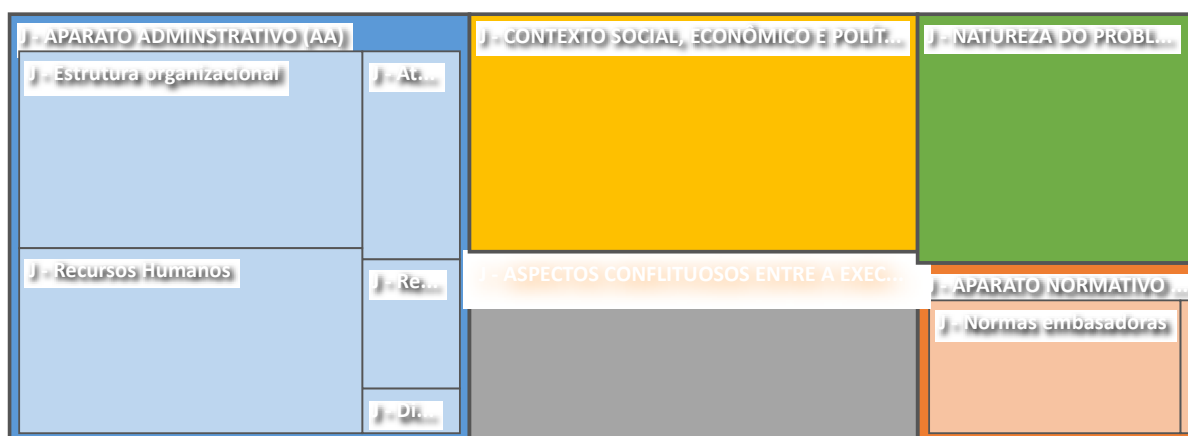 J - APARATO ADMINSTRATIVO (AA)
J - Estrutura organizacional
J - At...
J - Recursos Humanos
J - Re...
J - Di...
J - CONTEXTO SOCIAL, ECONÔMICO E POLÍT...
J - ASPECTOS CONFLITUOSOS ENTRE A EXEC...
J - NATUREZA DO PROBL...
J - APARATO NORMATIVO ...
J - Normas embasadoras